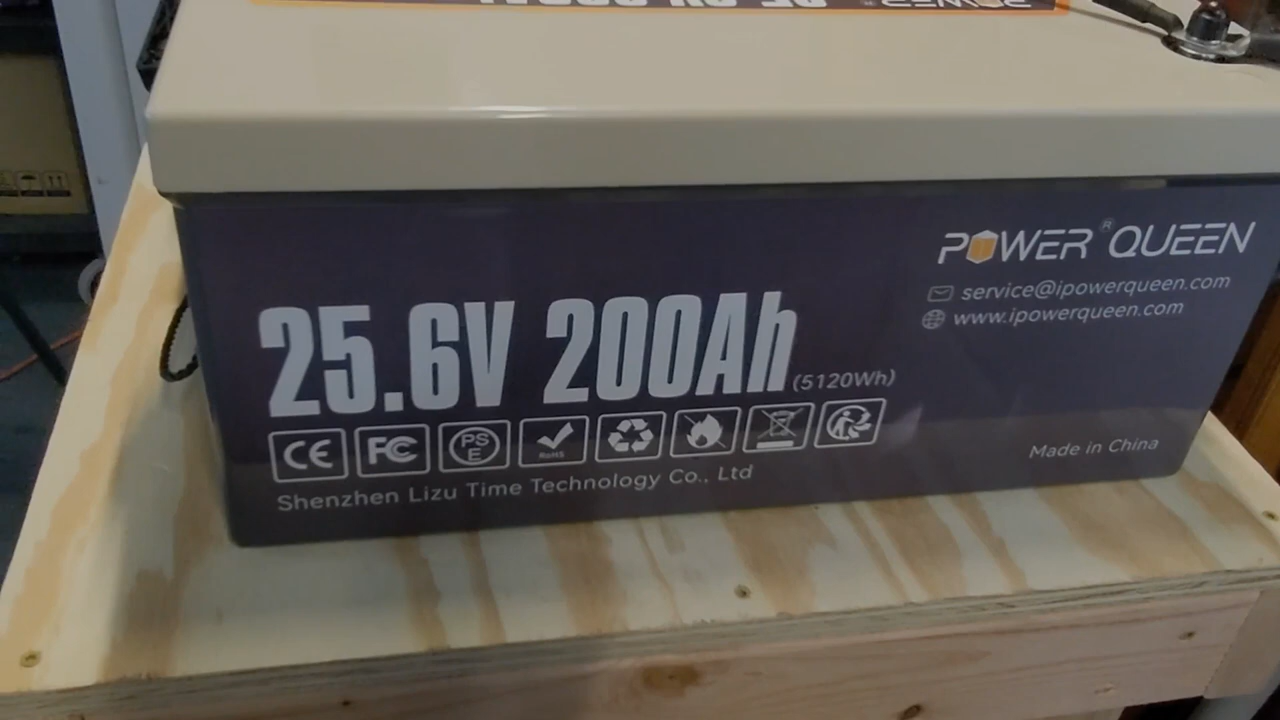 POWER® QUEEN
service@ipowerqueen.com
www.ipowerqueen.com
25.6V 200Ah (5120Wh)
CE FC PSE RoHS
Shenzhen Lizu Time Technology Co., Ltd
Made in China